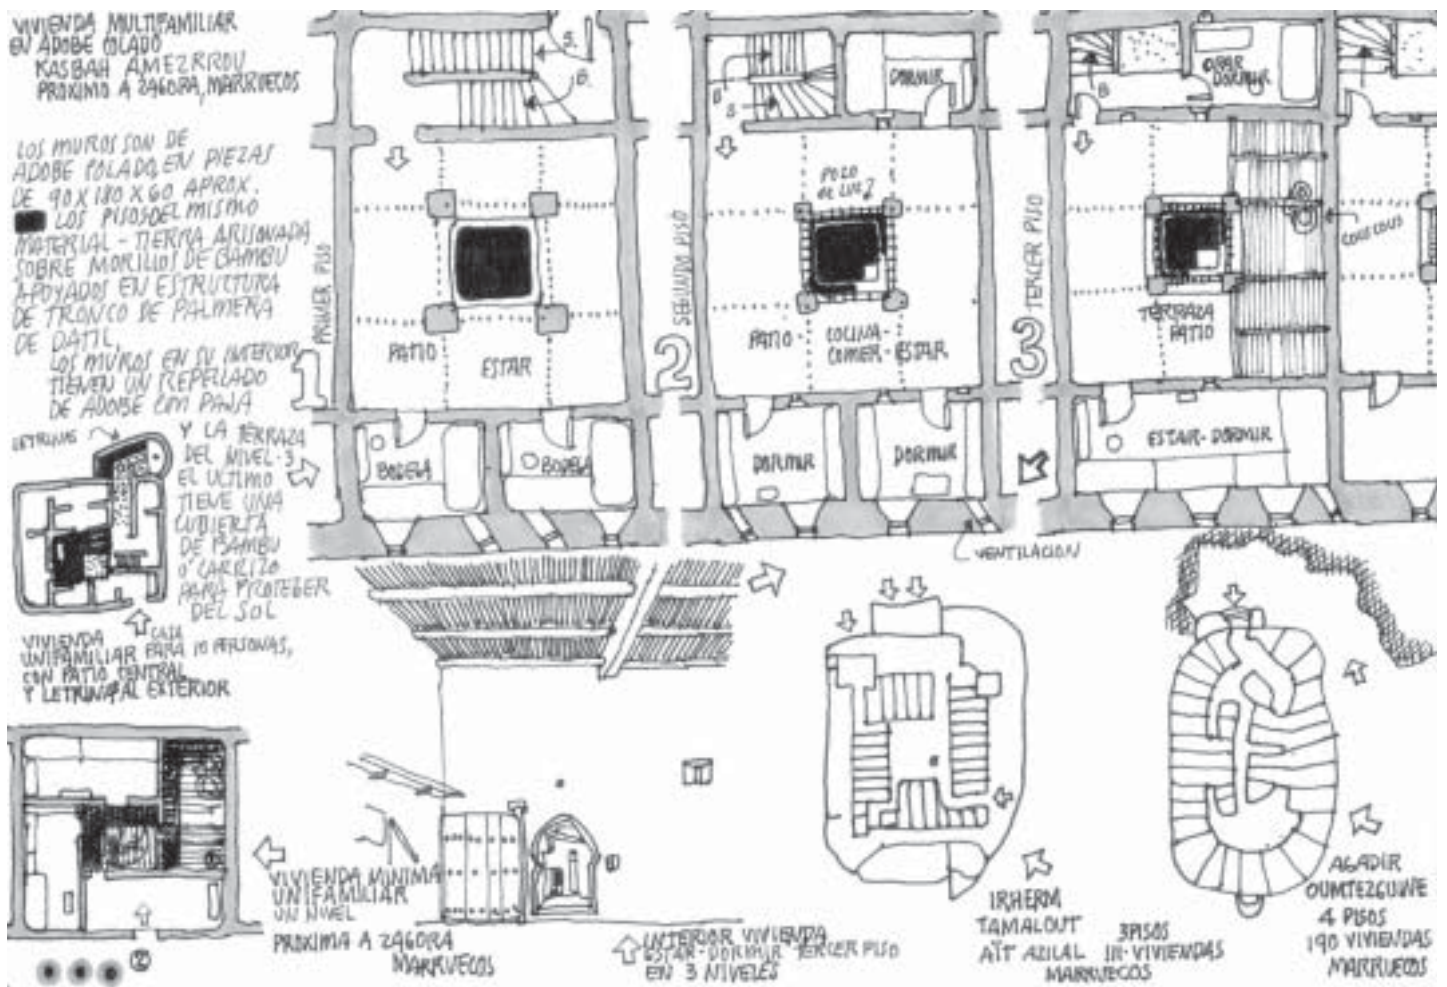 VIVIENDA MULTIFAMILIAR
EN ADOBE COLADO
KASBAH AMEZRROU
PROXIMO A ZAGORA, MARRUECOS
LOS MUROS SON DE
ADOBE COLADO, EN PIEZAS
DE 90 X 180 X 60 APROX.
LOS PISOS DEL MISMO
MATERIAL - TIERRA APISONADA
SOBRE MORILLOS DE BAMBU
APOYADOS EN ESTRUCTURA
DE TRONCO DE PALMERA
DE DATIL,
LOS MUROS EN SU INTERIOR
TIENEN UN REPELLADO
DE ADOBE CON PAJA
Y LA TERRAZA
DEL NIVEL-3
EL ULTIMO
TIENE UNA
CUBIERTA
DE BAMBU
O CARRIZO
PARA PROTEGER
DEL SOL
LETRINAS
VIVIENDA CASA
UNIFAMILIAR PARA 10 PERSONAS,
CON PATIO CENTRAL
Y LETRINA AL EXTERIOR
1 PRIMER PISO
S.
B.
PATIO
ESTAR
BODEGA
BODEGA
2 SEGUNDO PISO
B
S
DORMIR
POZO
DE LUZ
PATIO - COCINA -
COMER - ESTAR
DORMIR
DORMIR
VENTILACION
3 TERCER PISO
B
DORMIR
COUSCOUS
TERRAZA
PATIO
ESTAR-DORMIR
VIVIENDA MINIMA
UNIFAMILIAR
UN NIVEL
PROXIMA A ZAGORA
MARRUECOS
2
INTERIOR VIVIENDA
ESTAR-DORMIR TERCER PISO
EN 3 NIVELES
IRHERM
TAMALOUT
AÏT AZILAL
3 PISOS
111-VIVIENDAS
MARRUECOS
AGADIR
OUMTEZGUINE
4 PISOS
190 VIVIENDAS
MARRUECOS